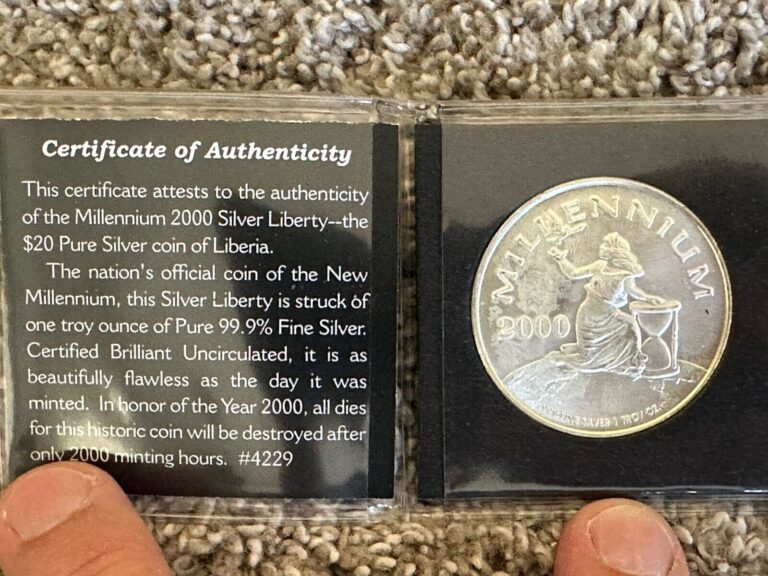 Certificate of Authenticity
This certificate attests to the authenticity
of the Millennium 2000 Silver Liberty--the
$20 Pure Silver coin of Liberia.
The nation's official coin of the New
Millennium, this Silver Liberty is struck of
one troy ounce of Pure 99.9% Fine Silver.
Certified Brilliant Uncirculated, it is as
beautifully flawless as the day it was
minted. In honor of the Year 2000, all dies
for this historic coin will be destroyed after
only 2000 minting hours. #4229
MILLENNIUM
2000
SILVER 1 TROY OZ.